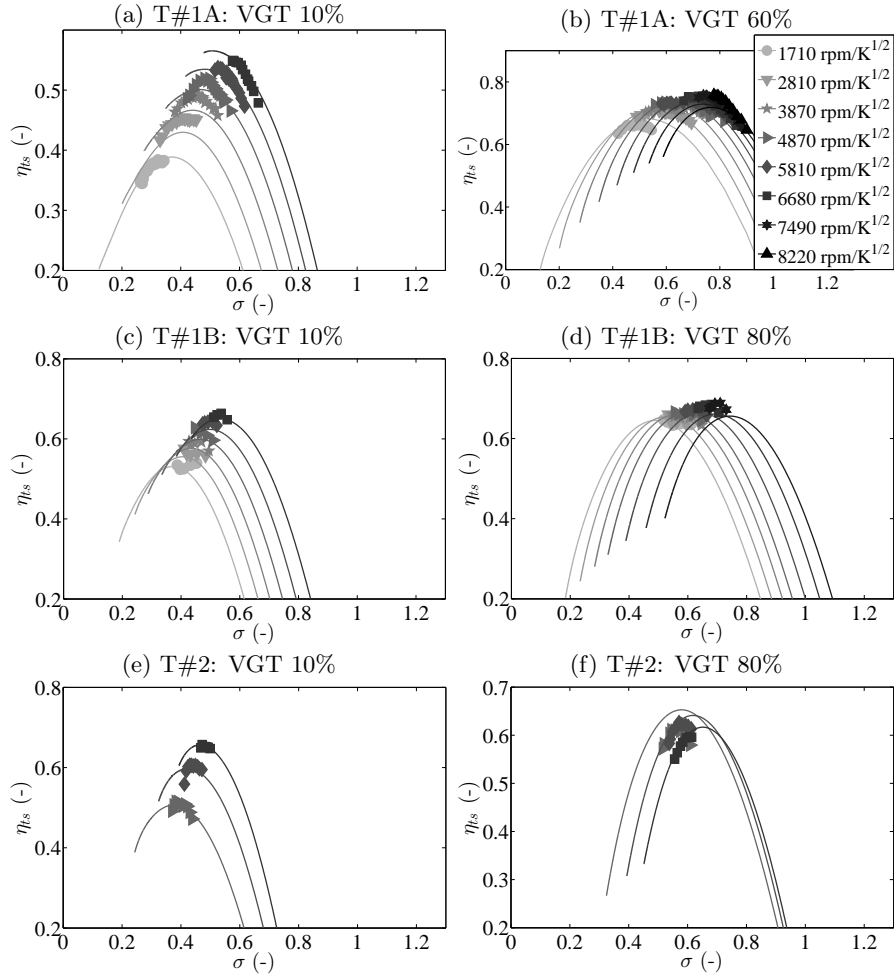 (a) T#1A: VGT 10%
0.5
0.4
0.3
0.2
η_ts (-)
0 0.2 0.4 0.6 0.8 1 1.2
σ (-)
(b) T#1A: VGT 60%
0.8
0.6
0.4
0.2
η_ts (-)
0 0.2 0.4 0.6 0.8 1 1.2
σ (-)
1710 rpm/K^1/2
2810 rpm/K^1/2
3870 rpm/K^1/2
4870 rpm/K^1/2
5810 rpm/K^1/2
6680 rpm/K^1/2
7490 rpm/K^1/2
8220 rpm/K^1/2
(c) T#1B: VGT 10%
0.8
0.6
0.4
0.2
η_ts (-)
0 0.2 0.4 0.6 0.8 1 1.2
σ (-)
(d) T#1B: VGT 80%
0.8
0.6
0.4
0.2
η_ts (-)
0 0.2 0.4 0.6 0.8 1 1.2
σ (-)
(e) T#2: VGT 10%
0.8
0.6
0.4
0.2
η_ts (-)
0 0.2 0.4 0.6 0.8 1 1.2
σ (-)
(f) T#2: VGT 80%
0.7
0.6
0.5
0.4
0.3
0.2
η_ts (-)
0 0.2 0.4 0.6 0.8 1 1.2
σ (-)